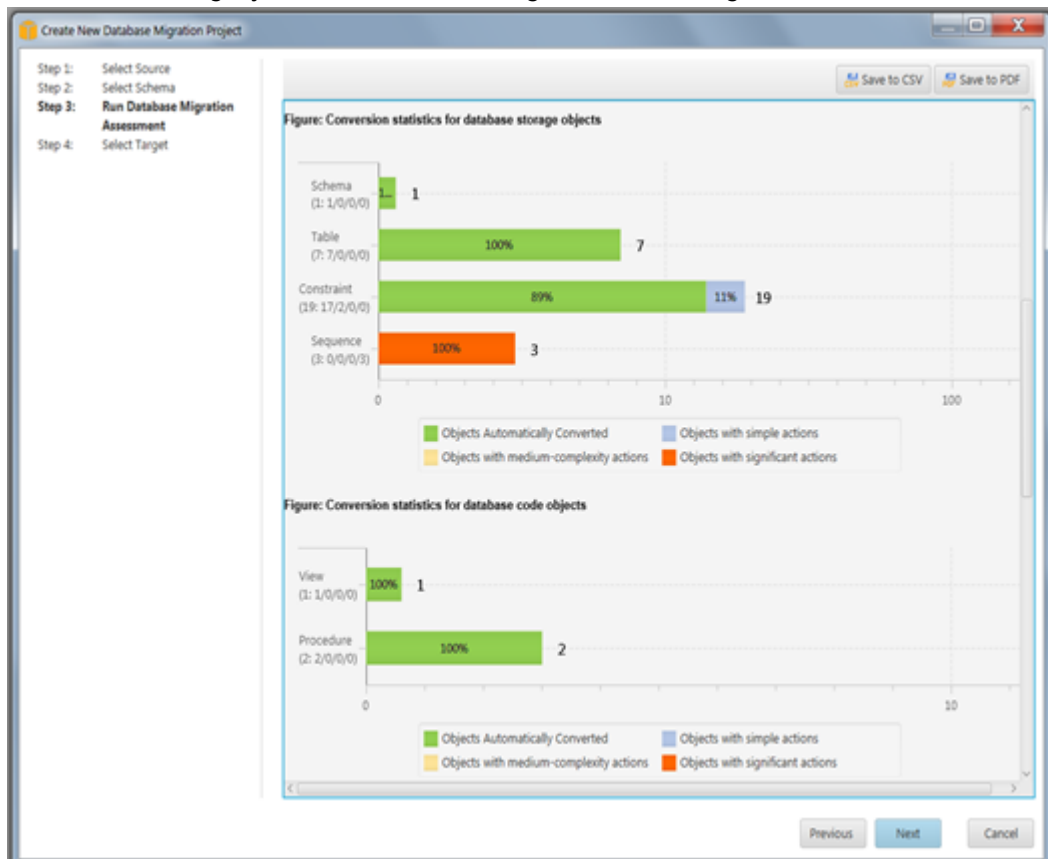 Create New Database Migration Project
Step 1: Select Source
Step 2: Select Schema
Step 3: Run Database Migration
Assessment
Step 4: Select Target
Save to CSV Save to PDF
Figure: Conversion statistics for database storage objects
Schema
(1: 1/0/0/0)
1... 1
Table
(7: 7/0/0/0)
100% 7
Constraint
(19: 17/2/0/0)
89% 11% 19
Sequence
(3: 0/0/0/3)
100% 3
0 10 100
Objects Automatically Converted Objects with simple actions
Objects with medium-complexity actions Objects with significant actions
Figure: Conversion statistics for database code objects
View
(1: 1/0/0/0)
100% 1
Procedure
(2: 2/0/0/0)
100% 2
0 10
Objects Automatically Converted Objects with simple actions
Objects with medium-complexity actions Objects with significant actions
Previous Next Cancel